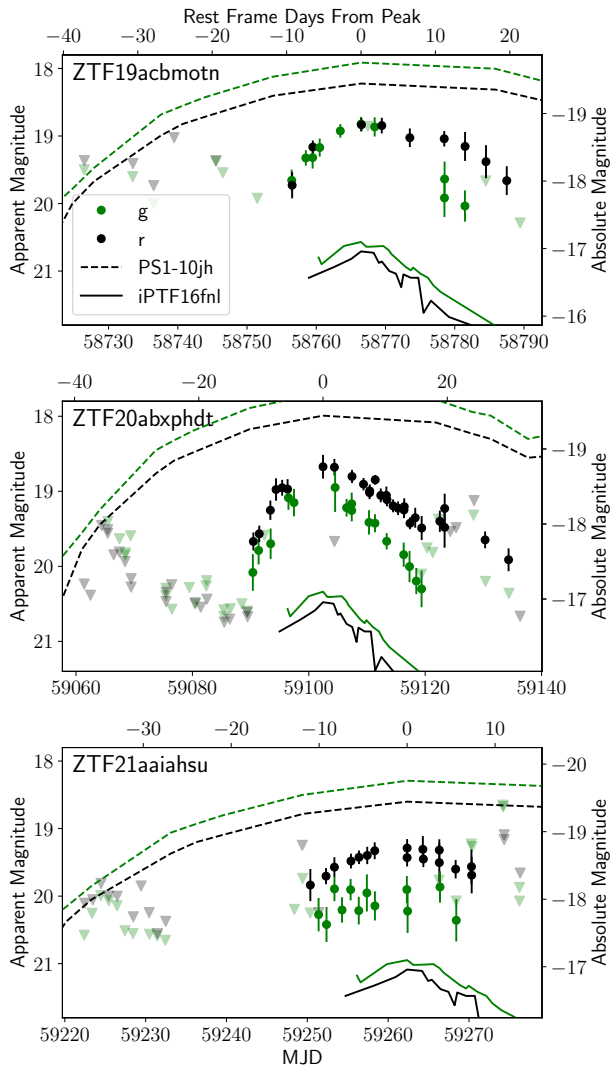 Rest Frame Days From Peak
−40 −30 −20 −10 0 10 20
ZTF19acbmotn
18
19
20
21
Apparent Magnitude
−19
−18
−17
−16
Absolute Magnitude
g
r
PS1-10jh
iPTF16fnl
58730 58740 58750 58760 58770 58780 58790
−40 −20 0 20
ZTF20abxphdt
18
19
20
21
Apparent Magnitude
−19
−18
−17
Absolute Magnitude
59060 59080 59100 59120 59140
−30 −20 −10 0 10
ZTF21aaiahsu
18
19
20
21
Apparent Magnitude
−20
−19
−18
−17
Absolute Magnitude
59220 59230 59240 59250 59260 59270
MJD